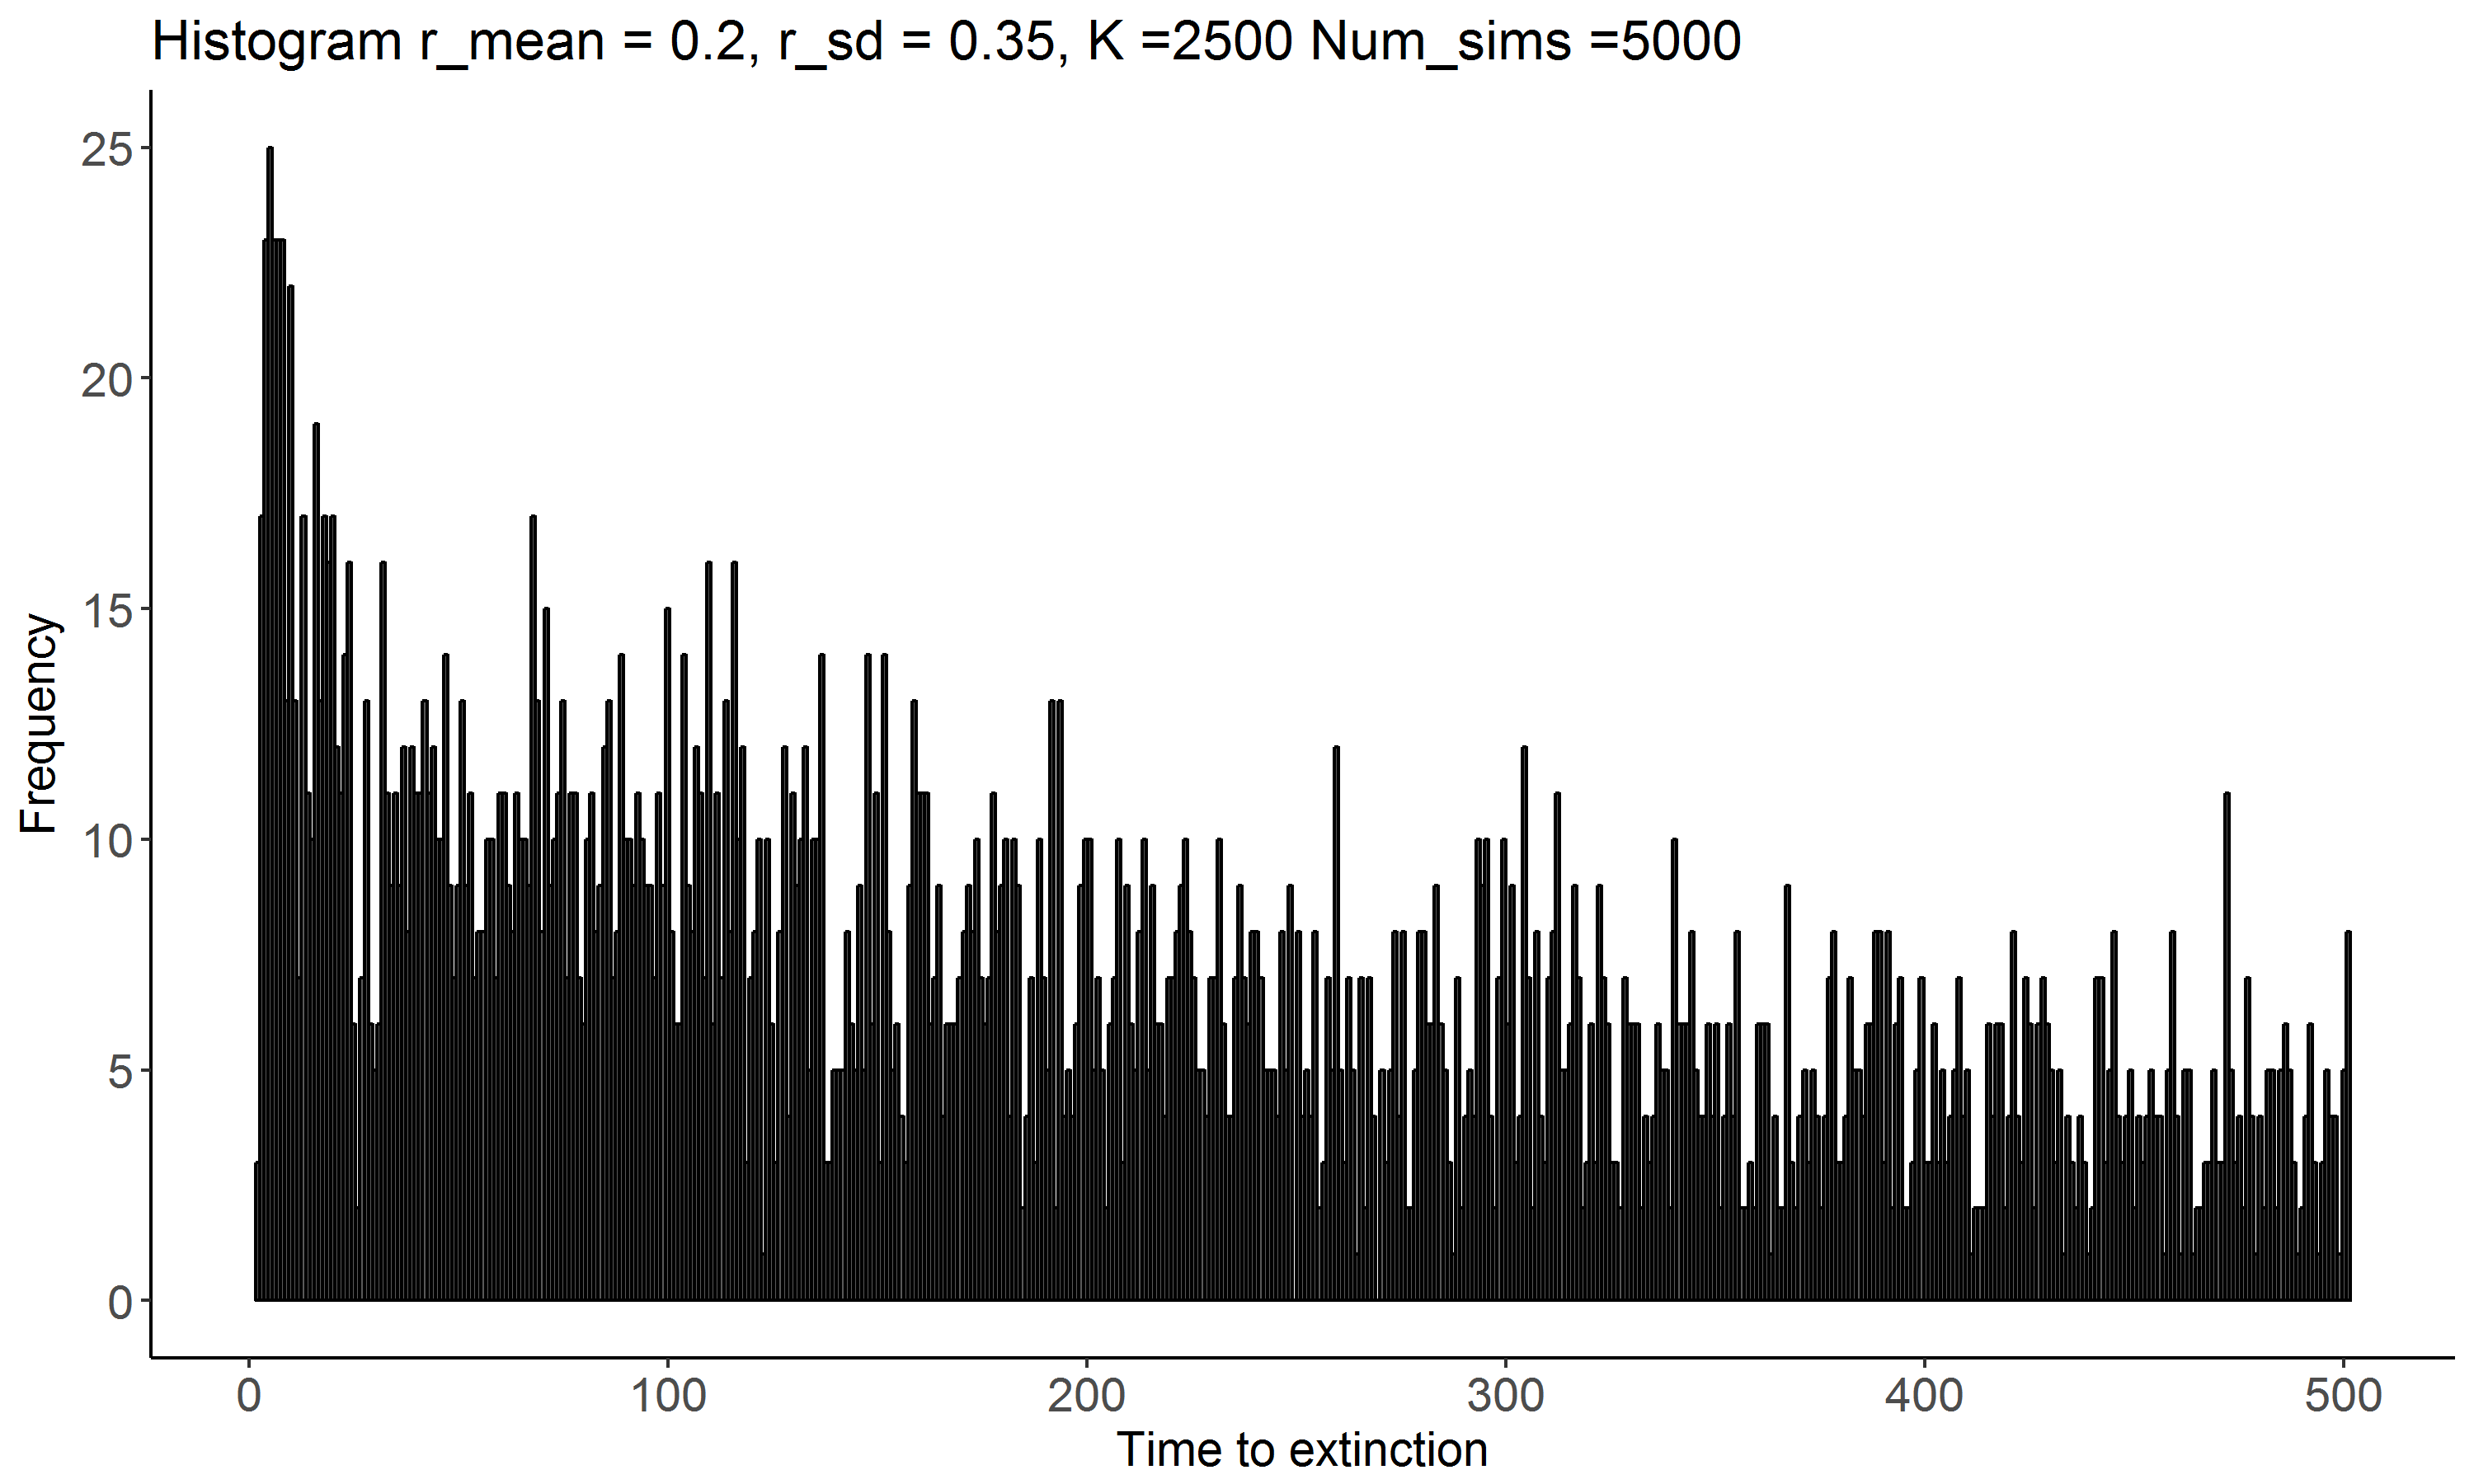 Histogram r_mean = 0.2, r_sd = 0.35, K =2500 Num_sims =5000
25
20
15
10
5
0
Frequency
0 100 200 300 400 500
Time to extinction